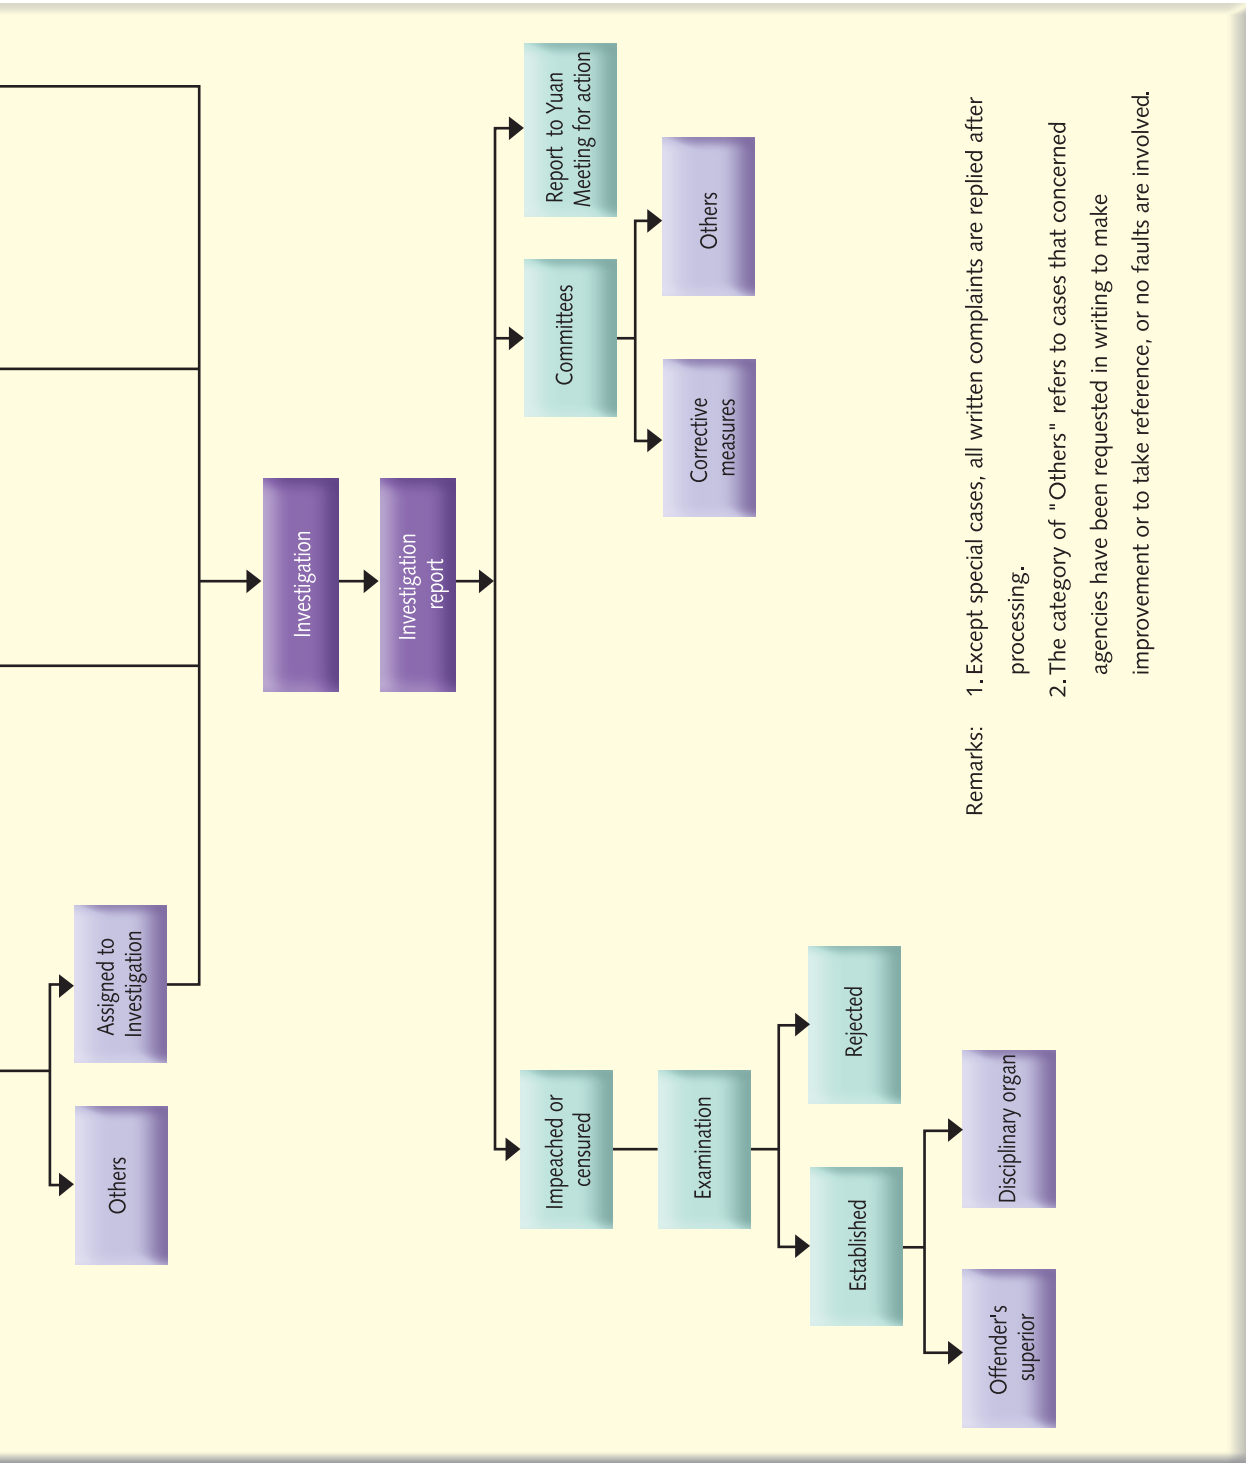 Others
Assigned to
Investigation
Investigation
Investigation
report
Impeached or
censured
Committees
Report to Yuan
Meeting for action
Examination
Corrective
measures
Others
Established
Rejected
Offender's
superior
Disciplinary organ
Remarks: 1. Except special cases, all written complaints are replied after
processing.
2. The category of "Others" refers to cases that concerned
agencies have been requested in writing to make
improvement or to take reference, or no faults are involved.